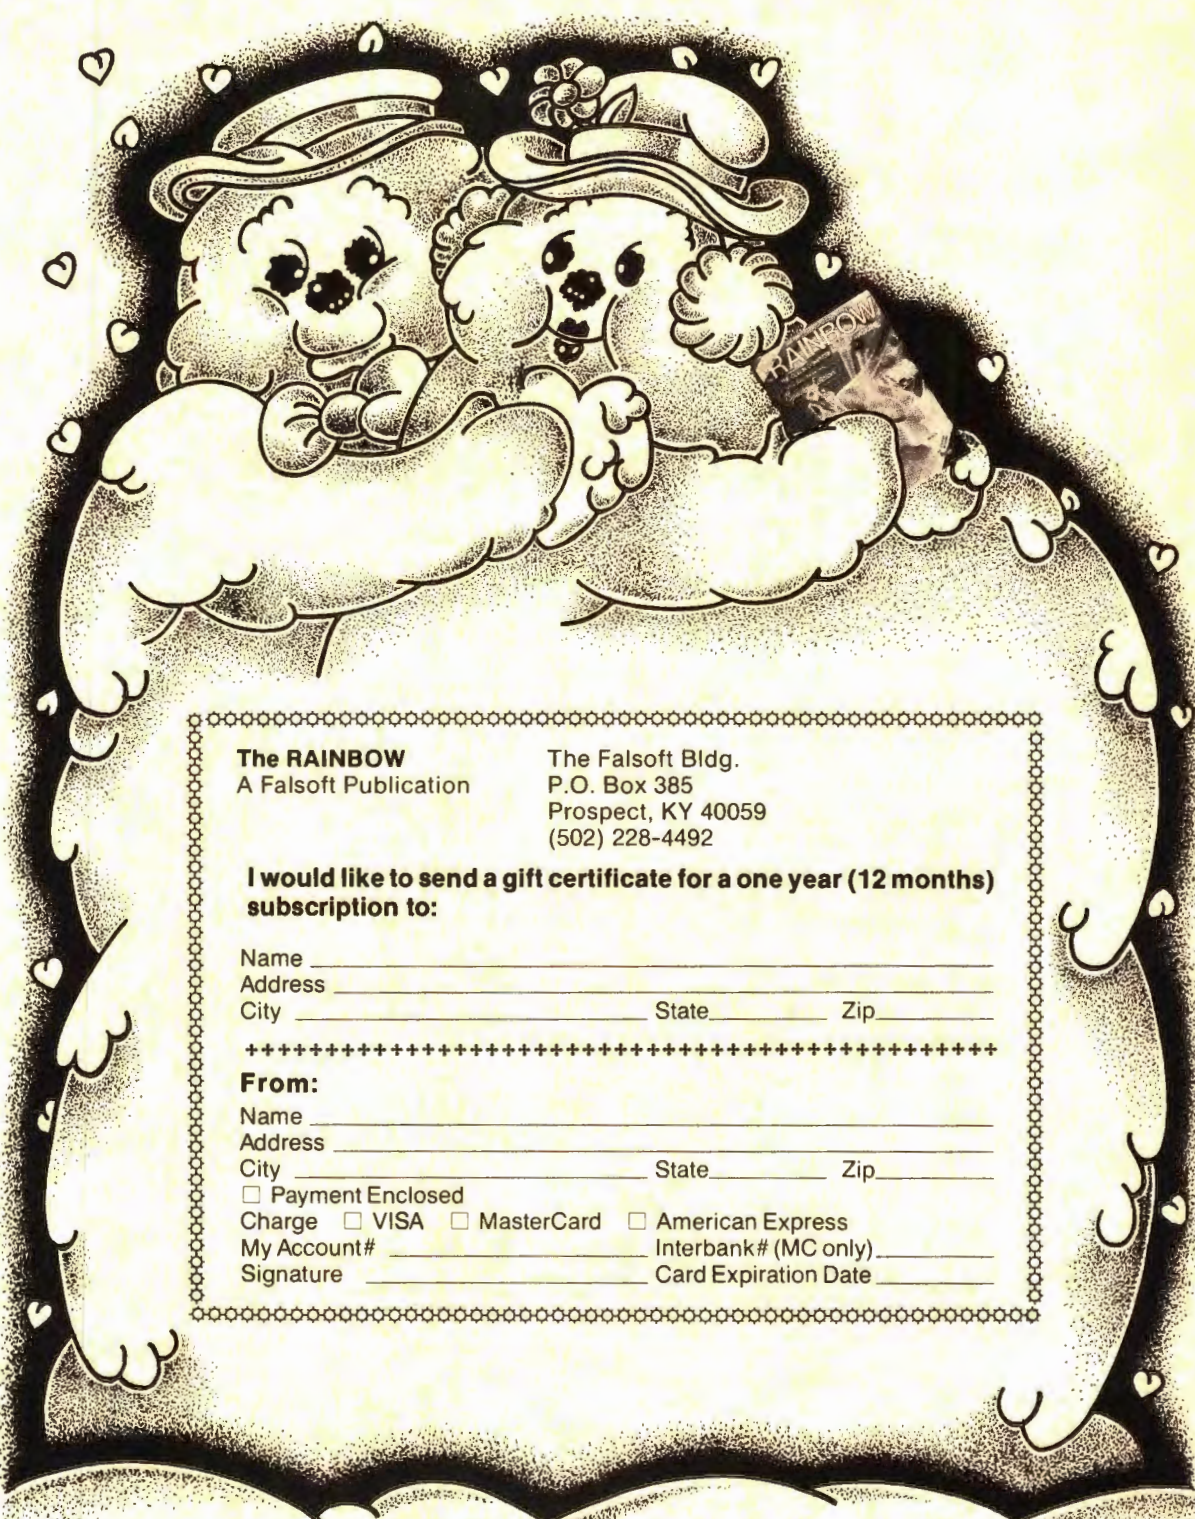 RAINBOW
The RAINBOW
A Falsoft Publication
The Falsoft Bldg.
P.O. Box 385
Prospect, KY 40059
(502) 228-4492
I would like to send a gift certificate for a one year (12 months)
subscription to:
Name
Address
City State Zip
++++++++++++++++++++++++++++++++++++++++++++++
From:
Name
Address
City State Zip
☐ Payment Enclosed
Charge ☐ VISA ☐ MasterCard ☐ American Express
My Account# Interbank# (MC only)
Signature Card Expiration Date